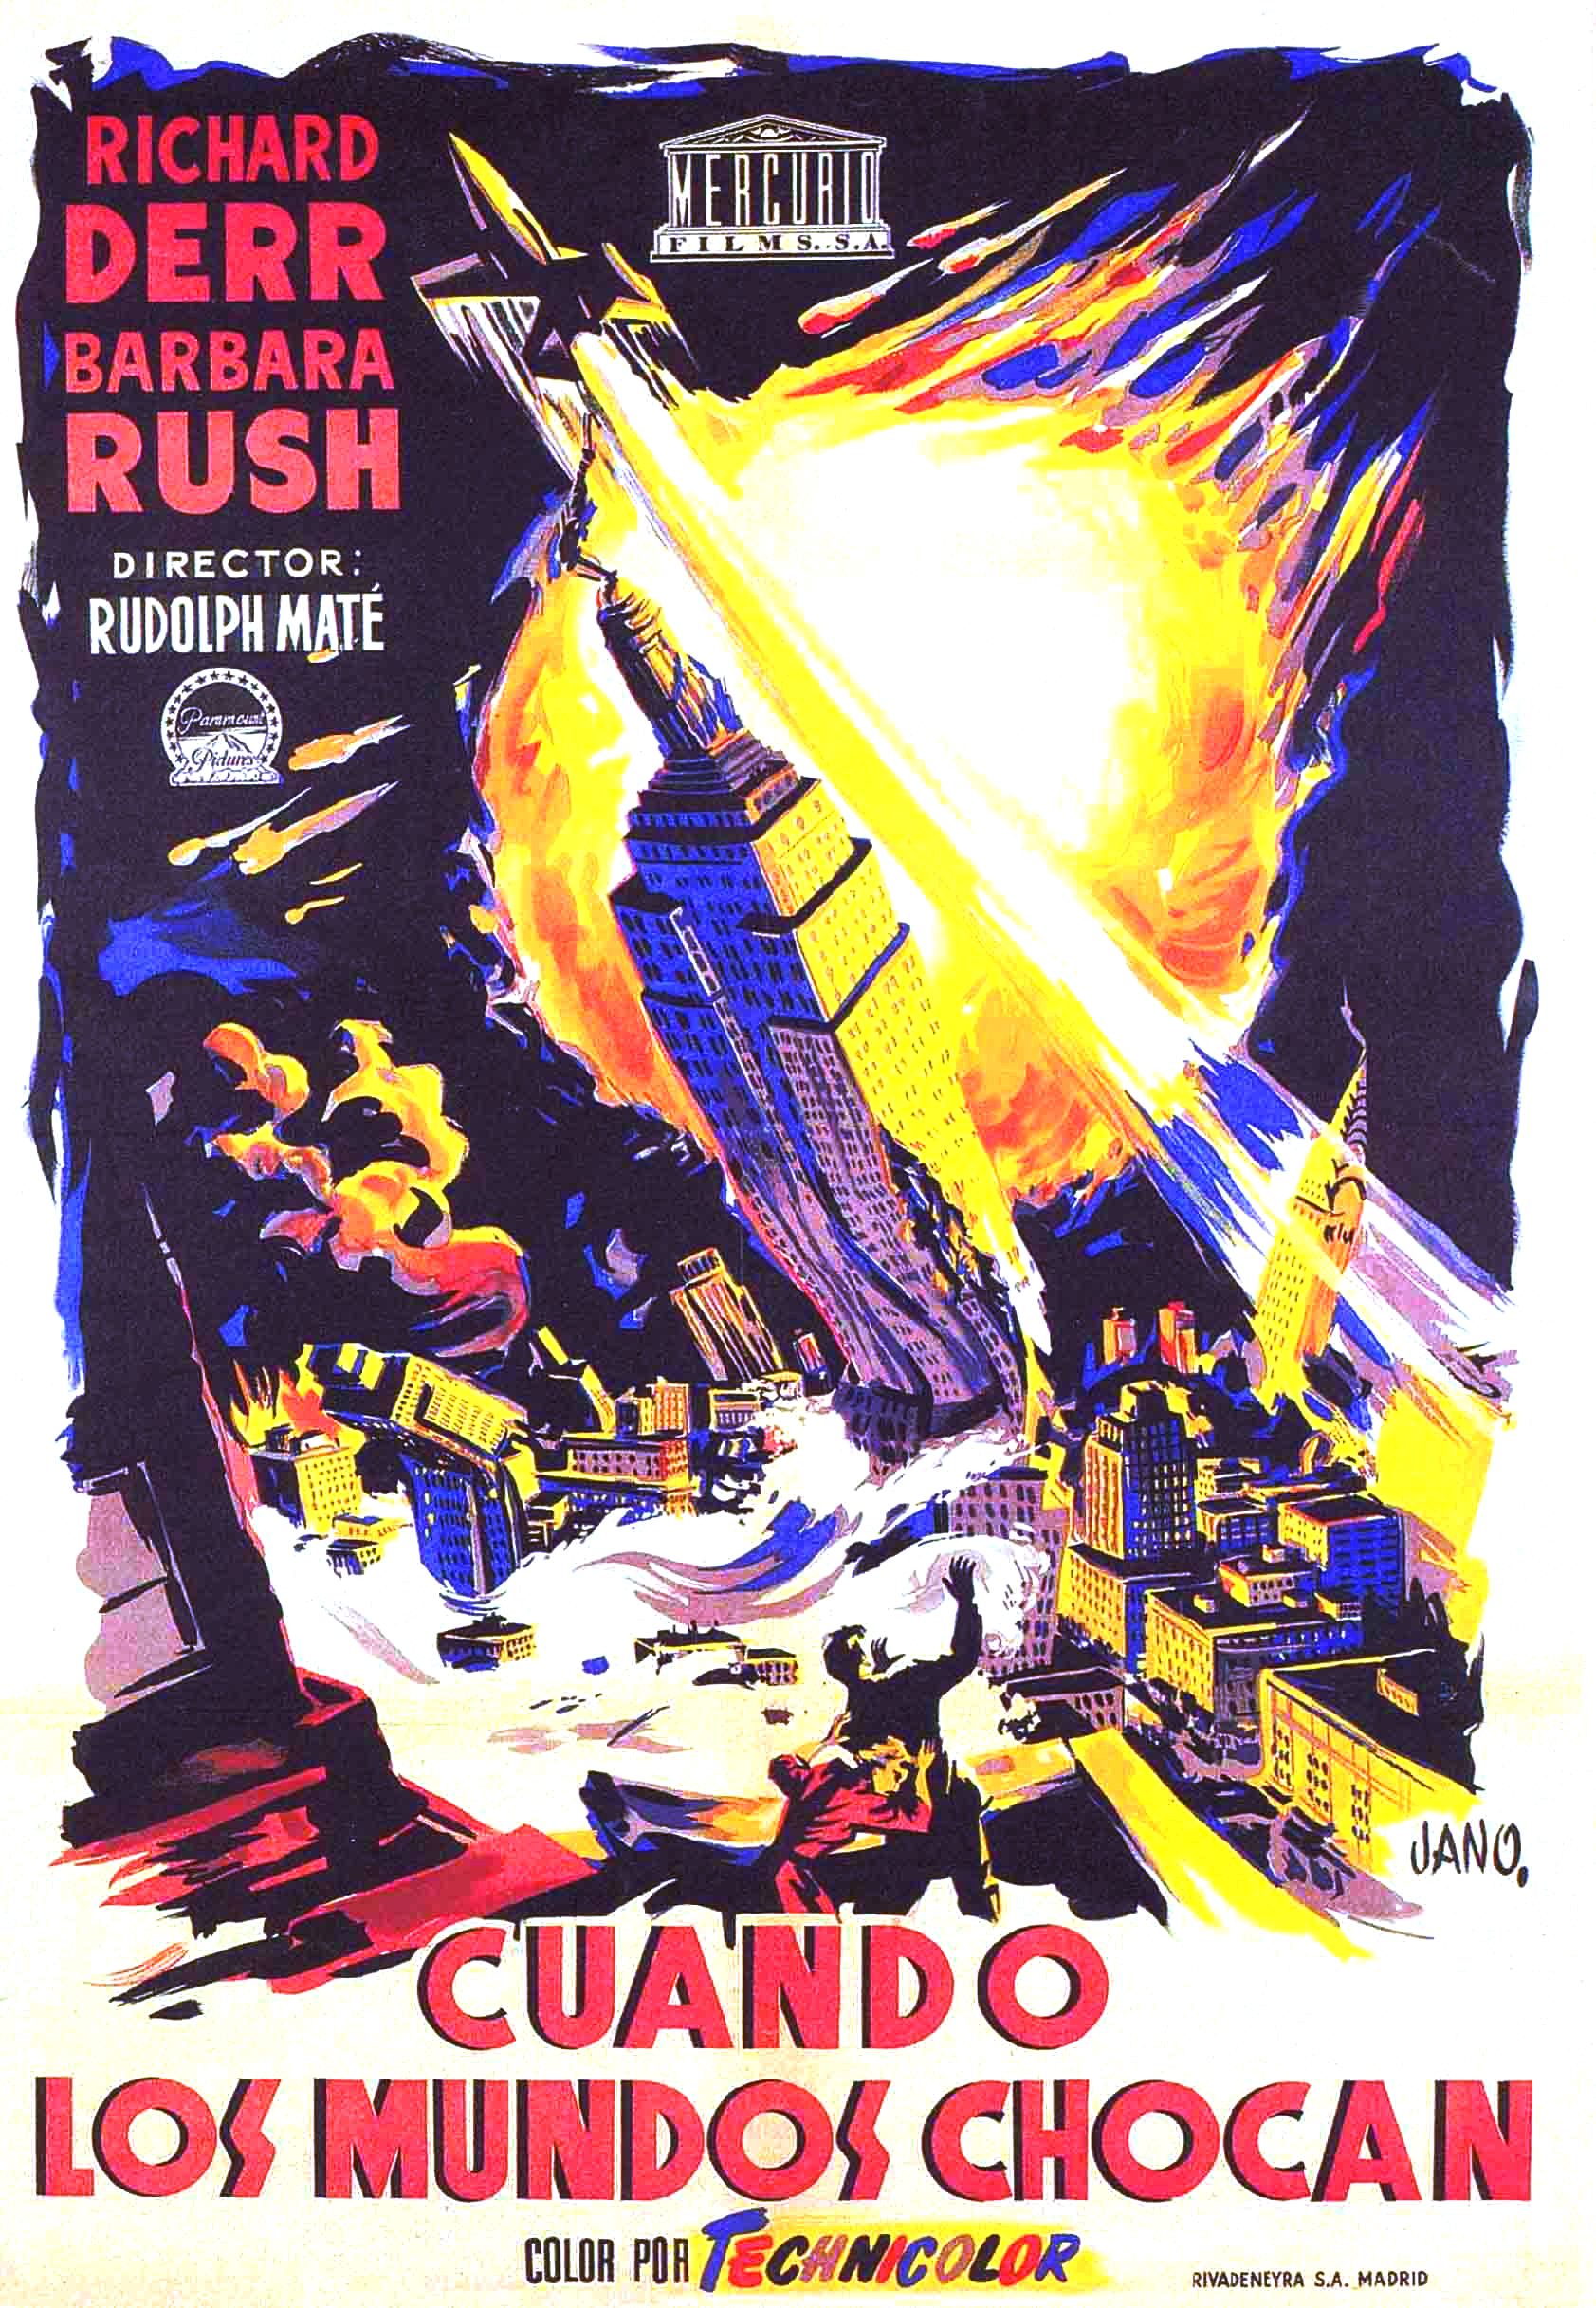 RICHARD
DERR
BARBARA
RUSH
DIRECTOR:
RUDOLPH MATÉ
Paramount
Pictures
MERCURIO
FILMS. S.A.
JANO.
CUANDO
LOS MUNDOS CHOCAN
COLOR POR TECHNICOLOR
RIVADENEYRA S.A. MADRID